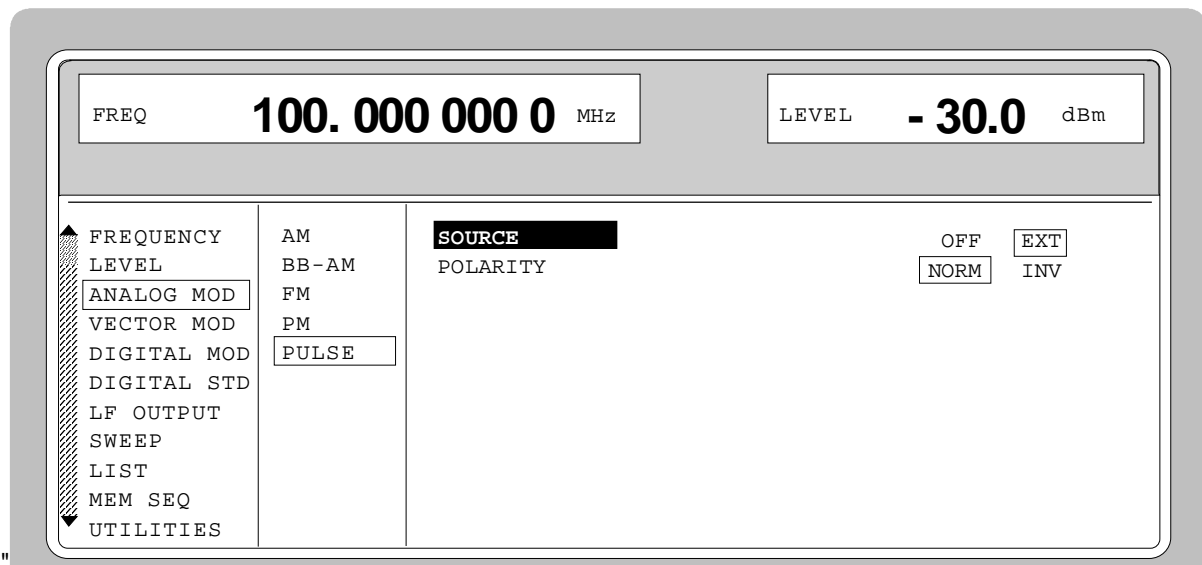 FREQ 100. 000 000 0 MHz LEVEL - 30.0 dBm
FREQUENCY AM SOURCE OFF EXT
LEVEL BB-AM POLARITY NORM INV
ANALOG MOD FM
VECTOR MOD PM
DIGITAL MOD PULSE
DIGITAL STD
LF OUTPUT
SWEEP
LIST
MEM SEQ
UTILITIES
"